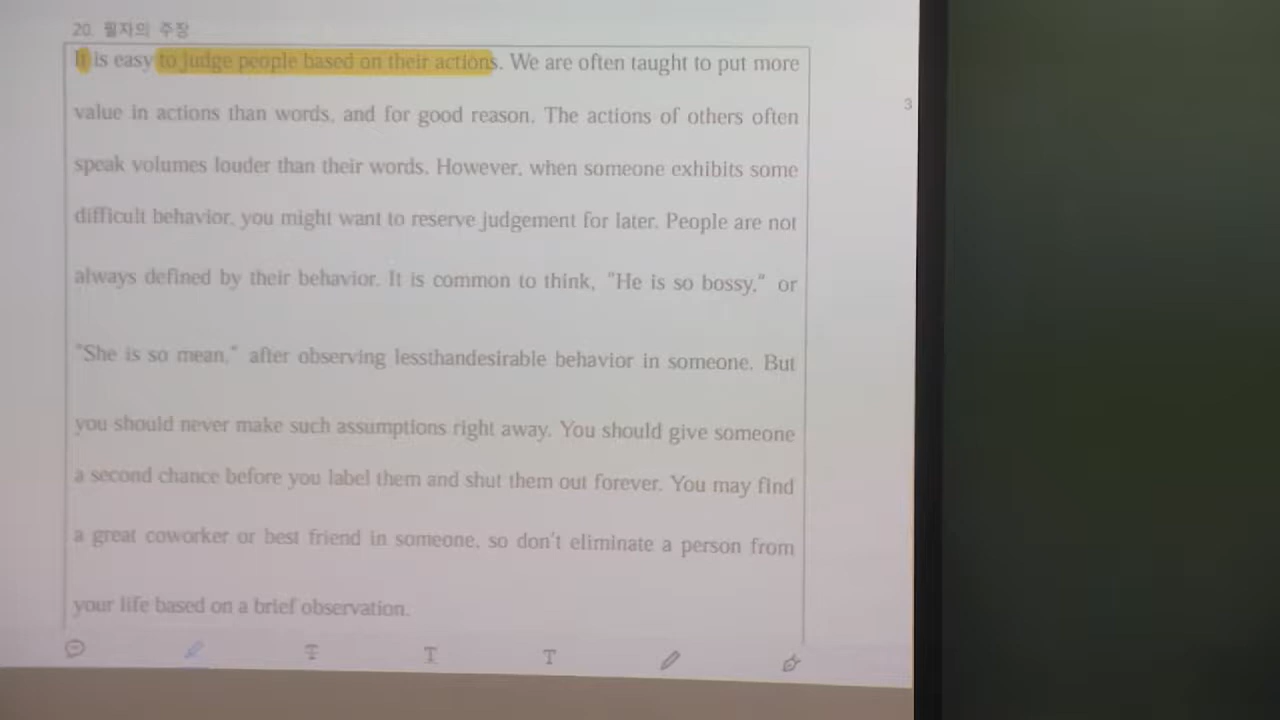 20. 필자의 주장
It is easy to judge people based on their actions. We are often taught to put more
value in actions than words, and for good reason. The actions of others often
3
speak volumes louder than their words. However, when someone exhibits some
difficult behavior, you might want to reserve judgement for later. People are not
always defined by their behavior. It is common to think, "He is so bossy," or
"She is so mean," after observing lessthandesirable behavior in someone. But
you should never make such assumptions right away. You should give someone
a second chance before you label them and shut them out forever. You may find
a great coworker or best friend in someone, so don't eliminate a person from
your life based on a brief observation.